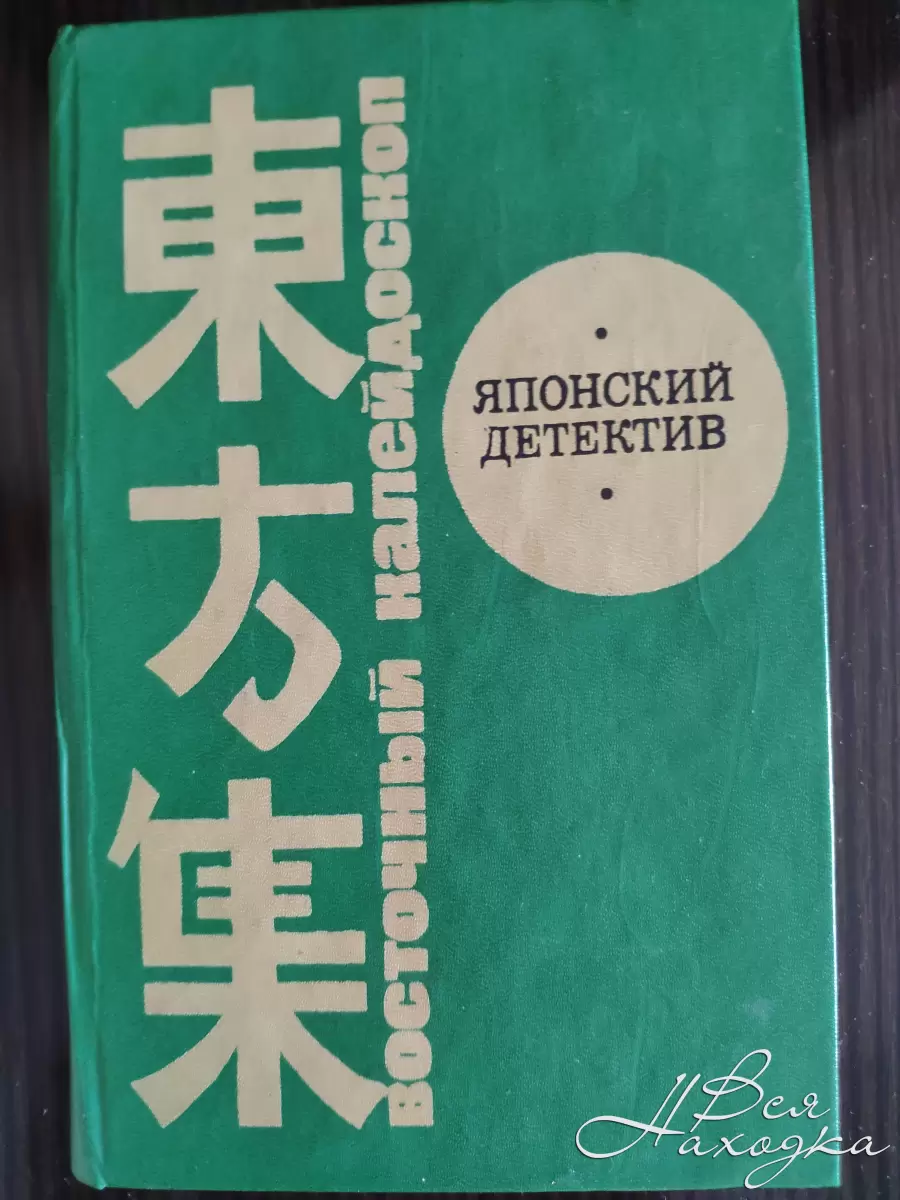 東方集
Восточный калейдоскоп
ЯПОНСКИЙ
ДЕТЕКТИВ
Вся
Находка